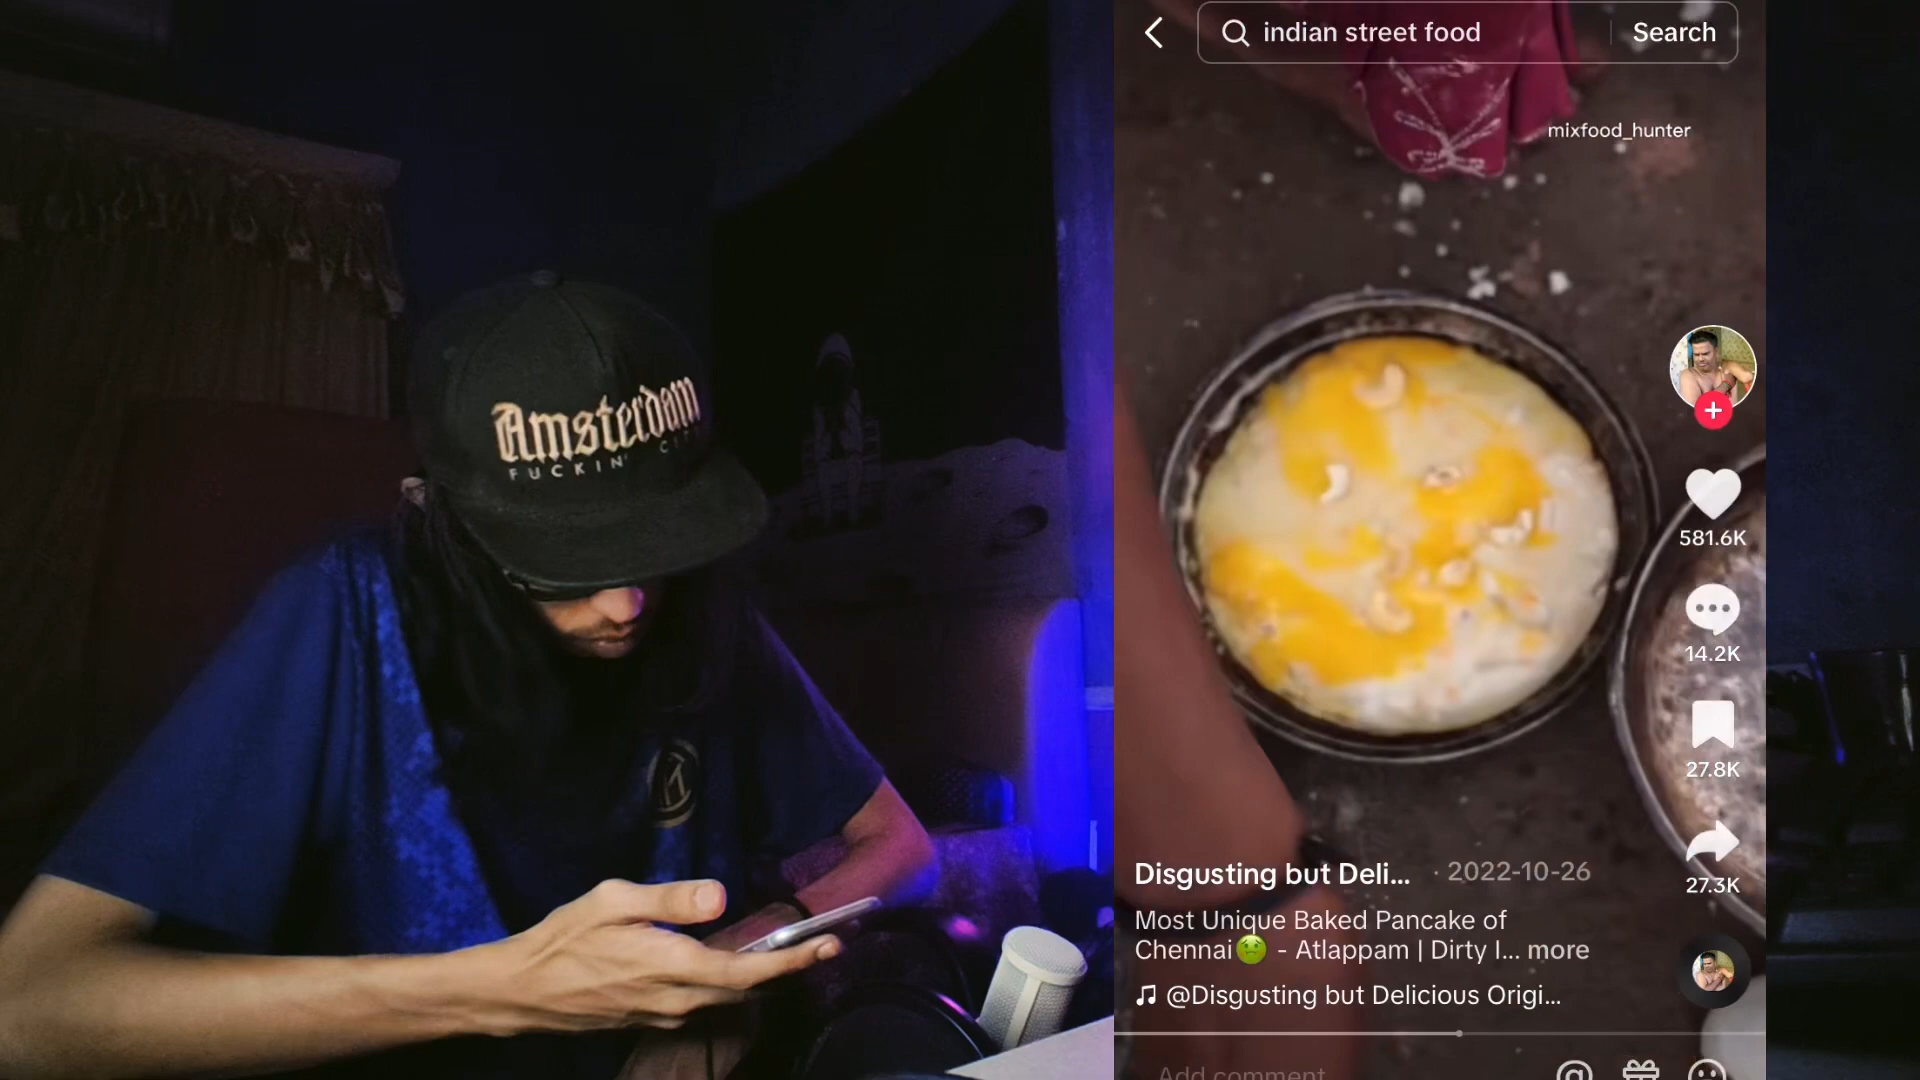 Amsterdam
FUCKIN' CITY
indian street food
Search
mixfood_hunter
581.6K
14.2K
27.8K
27.3K
Disgusting but Deli... · 2022-10-26
Most Unique Baked Pancake of
Chennai🤢 - Atlappam | Dirty I... more
@Disgusting but Delicious Origi...
Add comment